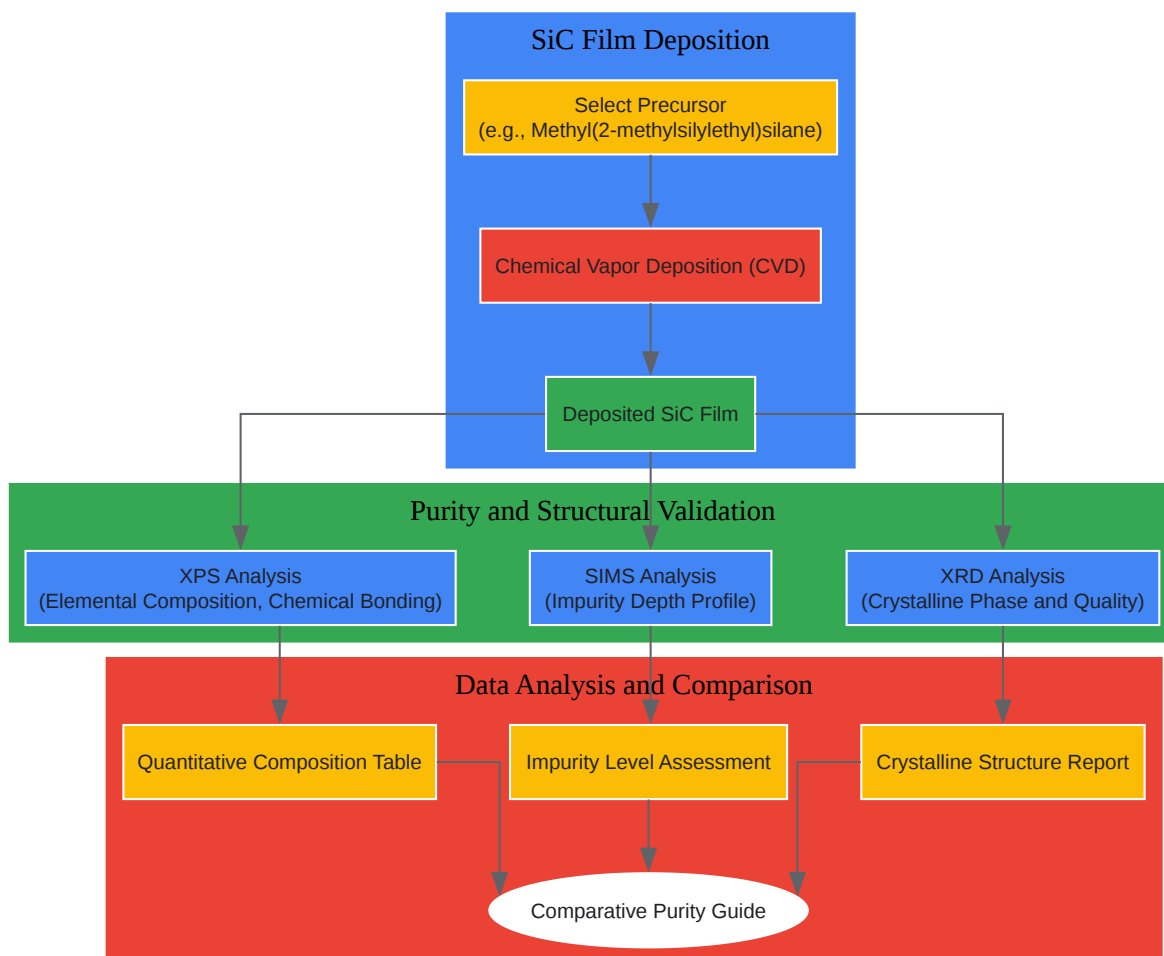 SiC Film Deposition
Select Precursor
(e.g., Methyl(2-methylsilylethyl)silane)
Chemical Vapor Deposition (CVD)
Deposited SiC Film
Purity and Structural Validation
XPS Analysis
(Elemental Composition, Chemical Bonding)
SIMS Analysis
(Impurity Depth Profile)
XRD Analysis
(Crystalline Phase and Quality)
Data Analysis and Comparison
Quantitative Composition Table
Impurity Level Assessment
Crystalline Structure Report
Comparative Purity Guide